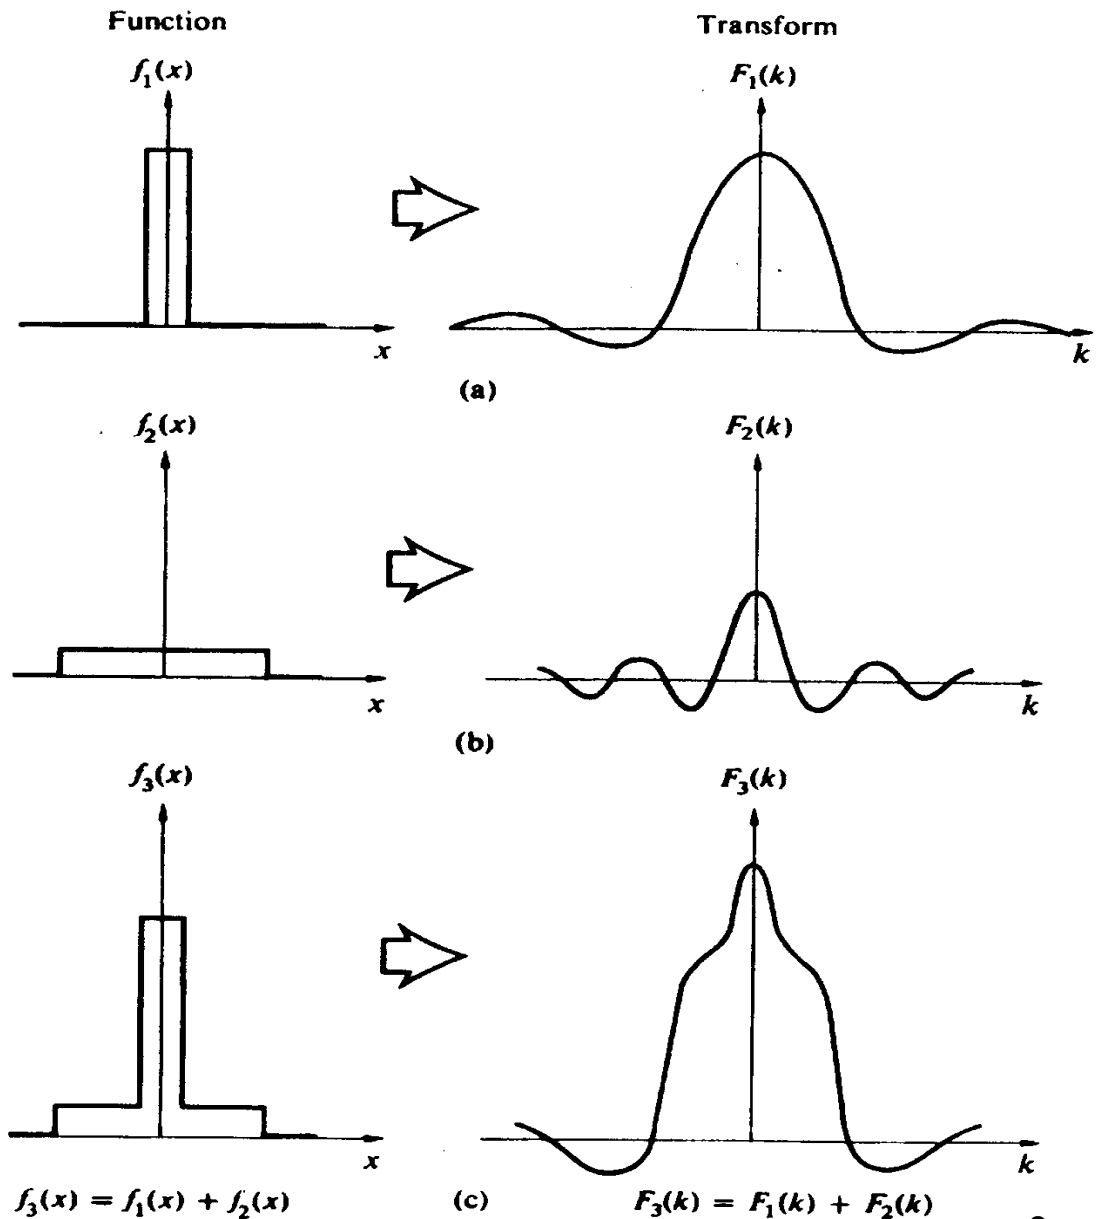 Function
Transform
f₁(x)
F₁(k)
x
k
(a)
f₂(x)
F₂(k)
x
k
(b)
f₃(x)
F₃(k)
x
k
f₃(x) = f₁(x) + f₂(x)
(c)
F₃(k) = F₁(k) + F₂(k)